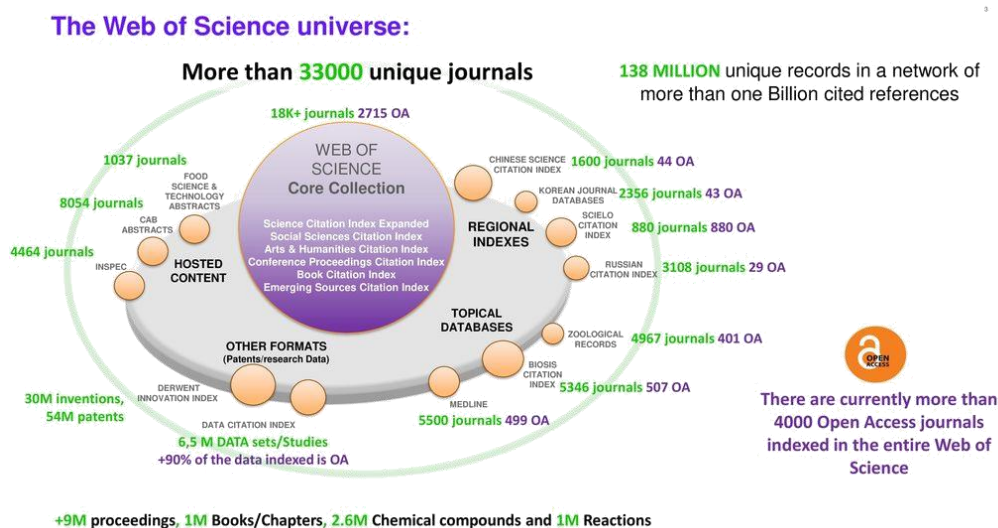 3
The Web of Science universe:
More than 33000 unique journals
138 MILLION unique records in a network of
more than one Billion cited references
18K+ journals 2715 OA
WEB OF
SCIENCE
Core Collection
Science Citation Index Expanded
Social Sciences Citation Index
Arts & Humanities Citation Index
Conference Proceedings Citation Index
Book Citation Index
Emerging Sources Citation Index
1037 journals
FOOD
SCIENCE &
TECHNOLOGY
ABSTRACTS
8054 journals
CAB
ABSTRACTS
4464 journals
INSPEC
HOSTED
CONTENT
CHINESE SCIENCE
CITATION INDEX
1600 journals 44 OA
KOREAN JOURNAL
DATABASES
2356 journals 43 OA
SCIELO
CITATION
INDEX
880 journals 880 OA
REGIONAL
INDEXES
RUSSIAN
CITATION INDEX
3108 journals 29 OA
TOPICAL
DATABASES
ZOOLOGICAL
RECORDS
4967 journals 401 OA
BIOSIS
CITATION
INDEX
5346 journals 507 OA
MEDLINE
5500 journals 499 OA
OTHER FORMATS
(Patents/research Data)
DERWENT
INNOVATION INDEX
30M inventions,
54M patents
DATA CITATION INDEX
6,5 M DATA sets/Studies
+90% of the data indexed is OA
OPEN
ACCESS
There are currently more than
4000 Open Access journals
indexed in the entire Web of
Science
+9M proceedings, 1M Books/Chapters, 2.6M Chemical compounds and 1M Reactions